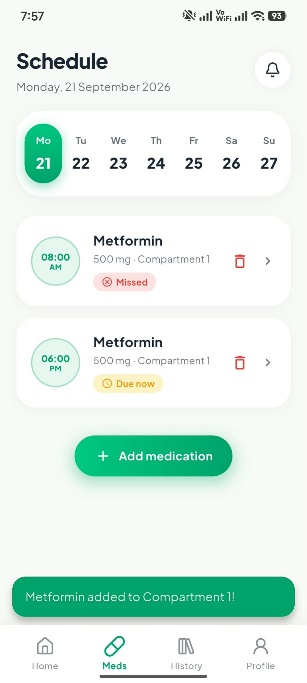 7:57
Vo
WiFi
93
Schedule
Monday, 21 September 2026
Mo Tu We Th Fr Sa Su
21 22 23 24 25 26 27
08:00
AM
Metformin
500 mg · Compartment 1
Missed
06:00
PM
Metformin
500 mg · Compartment 1
Due now
+ Add medication
Metformin added to Compartment 1!
Home Meds History Profile